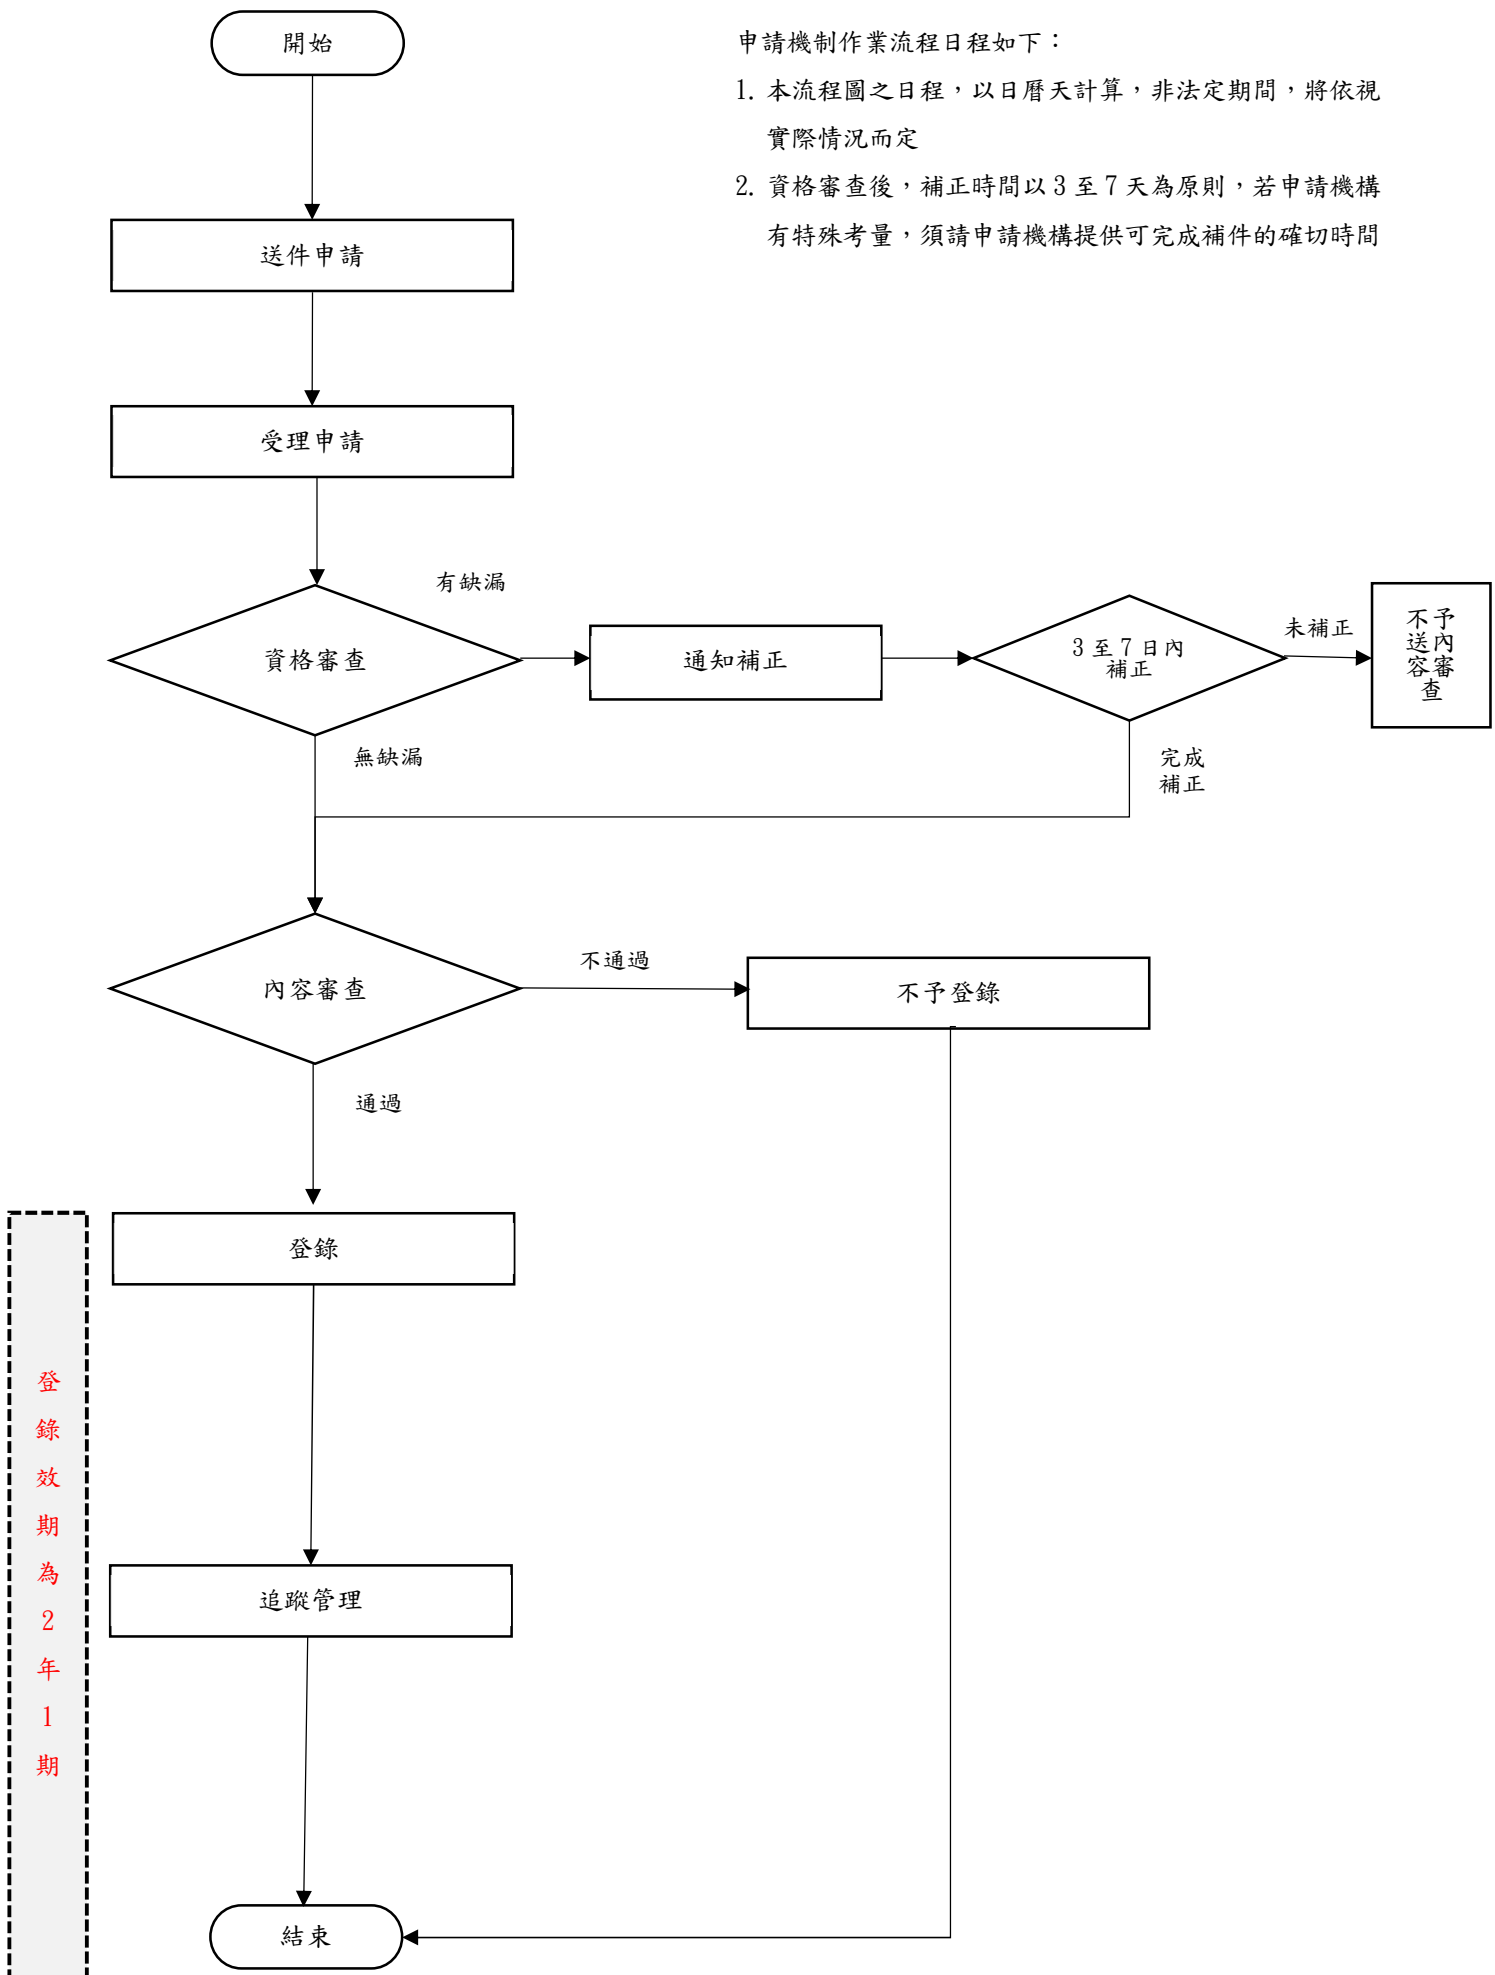 開始
申請機制作業流程日程如下：
1. 本流程圖之日程，以日曆天計算，非法定期間，將依視
實際情況而定
2. 資格審查後，補正時間以 3 至 7 天為原則，若申請機構
有特殊考量，須請申請機構提供可完成補件的確切時間
送件申請
受理申請
有缺漏
資格審查
通知補正
3 至 7 日內
補正
未補正
不予
送內
容審
查
無缺漏
完成
補正
內容審查
不通過
不予登錄
通過
登錄
登
錄
效
期
為
2
年
1
期
追蹤管理
結束